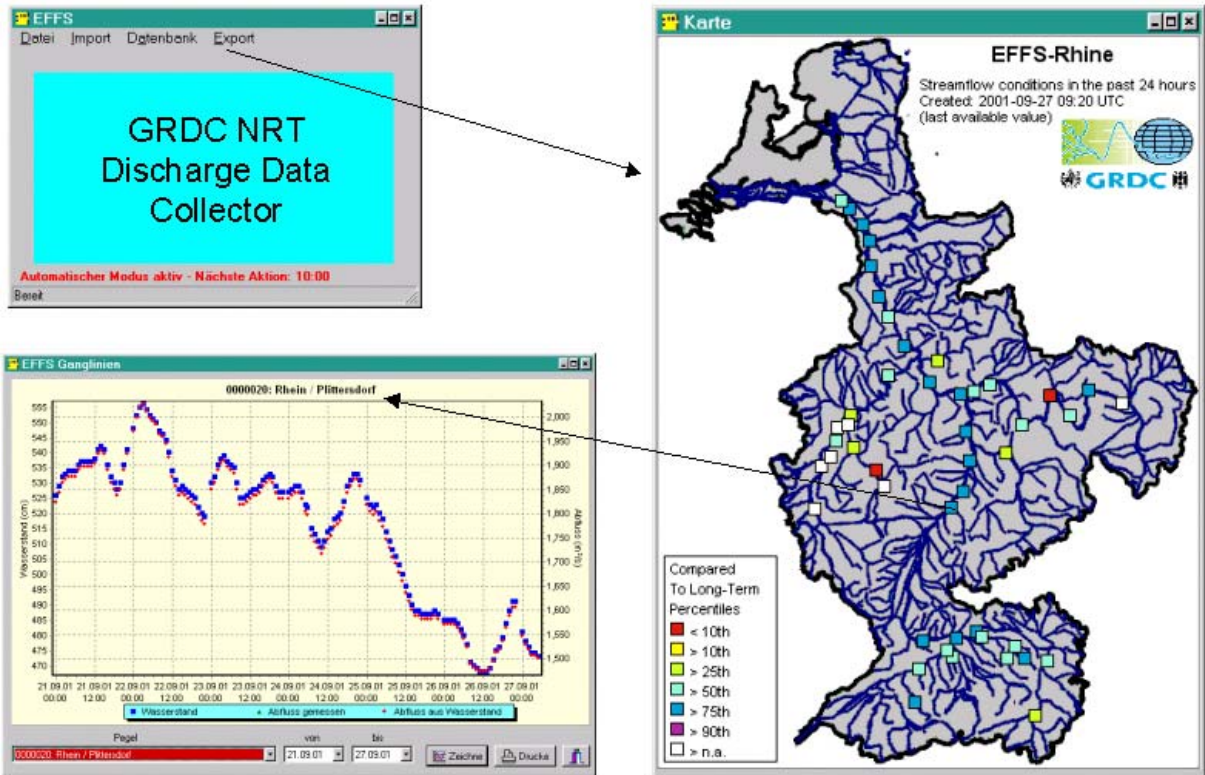 EFFS
Datei Import Datenbank Export
GRDC NRT
Discharge Data
Collector
Automatischer Modus aktiv - Nächste Aktion: 10:00
Bereit
Karte
EFFS-Rhine
Streamflow conditions in the past 24 hours
Created: 2001-09-27 09:20 UTC
(last available value)
GRDC
Compared
To Long-Term
Percentiles
< 10th
> 10th
> 25th
> 50th
> 75th
> 90th
> n.a.
EFFS Ganglinien
0000020: Rhein / Plittersdorf
Wasserstand (cm)
555
550
545
540
535
530
525
520
515
510
505
500
495
490
485
480
475
470
2,000
1,950
1,900
1,850
1,800
1,750
1,700
1,650
1,600
1,550
1,500
Abfluss (m³/s)
21.09.01 21.09.01 22.09.01 22.09.01 23.09.01 23.09.01 24.09.01 24.09.01 25.09.01 25.09.01 26.09.01 26.09.01 27.09.01
00:00 12:00 00:00 12:00 00:00 12:00 00:00 12:00 00:00 12:00 00:00 12:00 00:00
Wasserstand Abfluss gemessen Abfluss aus Wasserstand
Pegel von bis
0000020: Rhein / Plittersdorf 21.09.01 27.09.01 Zeichne Drucke